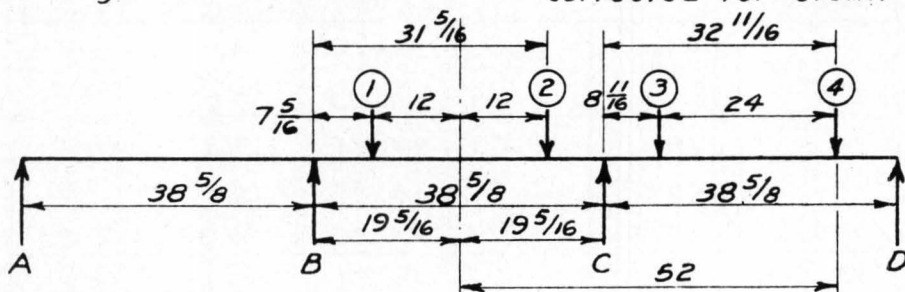 31 5/16 32 11/16
① ② ③ ④
7 5/16 12 12 8 11/16 24
38 5/8 38 5/8 38 5/8
19 5/16 19 5/16
A B C D
52